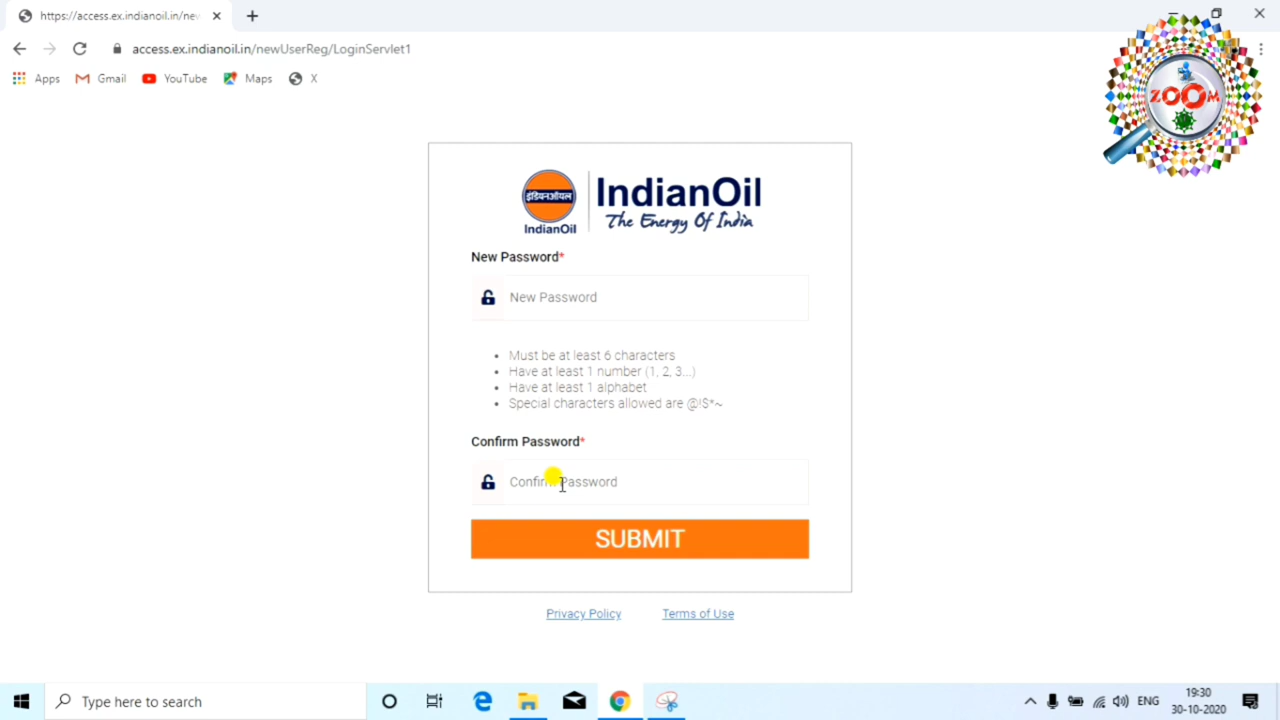 https://access.ex.indianoil.in/new
access.ex.indianoil.in/newUserReg/LoginServlet1
Apps Gmail YouTube Maps X
ZOOM
इंडियनऑयल
IndianOil
IndianOil
The Energy Of India
New Password*
New Password
• Must be at least 6 characters
• Have at least 1 number (1, 2, 3...)
• Have at least 1 alphabet
• Special characters allowed are @!$*~
Confirm Password*
Confirm Password
SUBMIT
Privacy Policy Terms of Use
Type here to search
ENG
19:30
30-10-2020